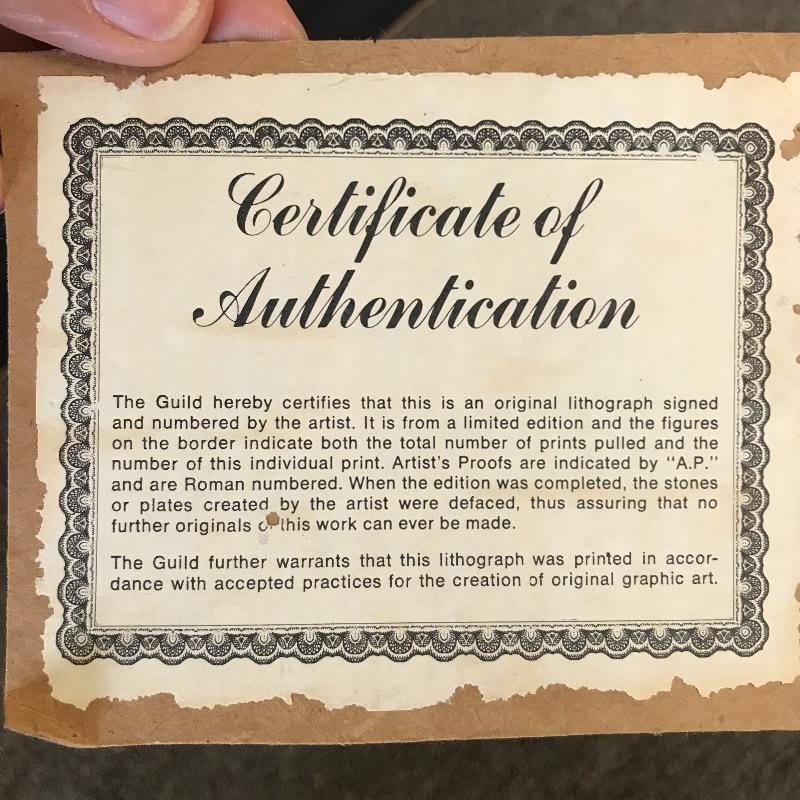 Certificate of
Authentication
The Guild hereby certifies that this is an original lithograph signed
and numbered by the artist. It is from a limited edition and the figures
on the border indicate both the total number of prints pulled and the
number of this individual print. Artist's Proofs are indicated by "A.P."
and are Roman numbered. When the edition was completed, the stones
or plates created by the artist were defaced, thus assuring that no
further originals of this work can ever be made.
The Guild further warrants that this lithograph was printed in accor-
dance with accepted practices for the creation of original graphic art.